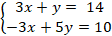 3x + y = 14
−3x + 5y = 10